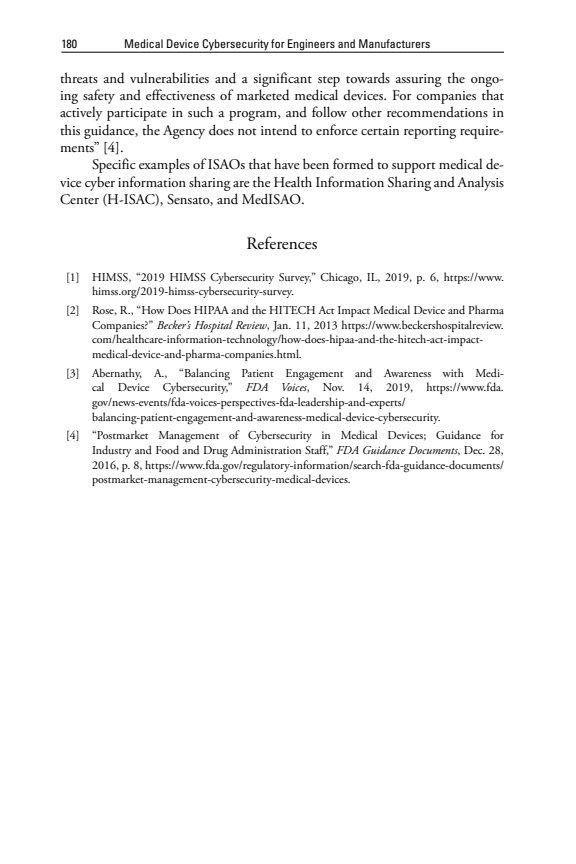 180 Medical Device Cybersecurity for Engineers and Manufacturers
threats and vulnerabilities and a significant step towards assuring the ongo-
ing safety and effectiveness of marketed medical devices. For companies that
actively participate in such a program, and follow other recommendations in
this guidance, the Agency does not intend to enforce certain reporting require-
ments” [4].
Specific examples of ISAOs that have been formed to support medical de-
vice cyber information sharing are the Health Information Sharing and Analysis
Center (H-ISAC), Sensato, and MedISAO.
References
[1] HIMSS, “2019 HIMSS Cybersecurity Survey,” Chicago, IL, 2019, p. 6, https://www.
himss.org/2019-himss-cybersecurity-survey.
[2] Rose, R., “How Does HIPAA and the HITECH Act Impact Medical Device and Pharma
Companies?” Becker’s Hospital Review, Jan. 11, 2013 https://www.beckershospitalreview.
com/healthcare-information-technology/how-does-hipaa-and-the-hitech-act-impact-
medical-device-and-pharma-companies.html.
[3] Abernathy, A., “Balancing Patient Engagement and Awareness with Medi-
cal Device Cybersecurity,” FDA Voices, Nov. 14, 2019, https://www.fda.
gov/news-events/fda-voices-perspectives-fda-leadership-and-experts/
balancing-patient-engagement-and-awareness-medical-device-cybersecurity.
[4] “Postmarket Management of Cybersecurity in Medical Devices; Guidance for
Industry and Food and Drug Administration Staff,” FDA Guidance Documents, Dec. 28,
2016, p. 8, https://www.fda.gov/regulatory-information/search-fda-guidance-documents/
postmarket-management-cybersecurity-medical-devices.